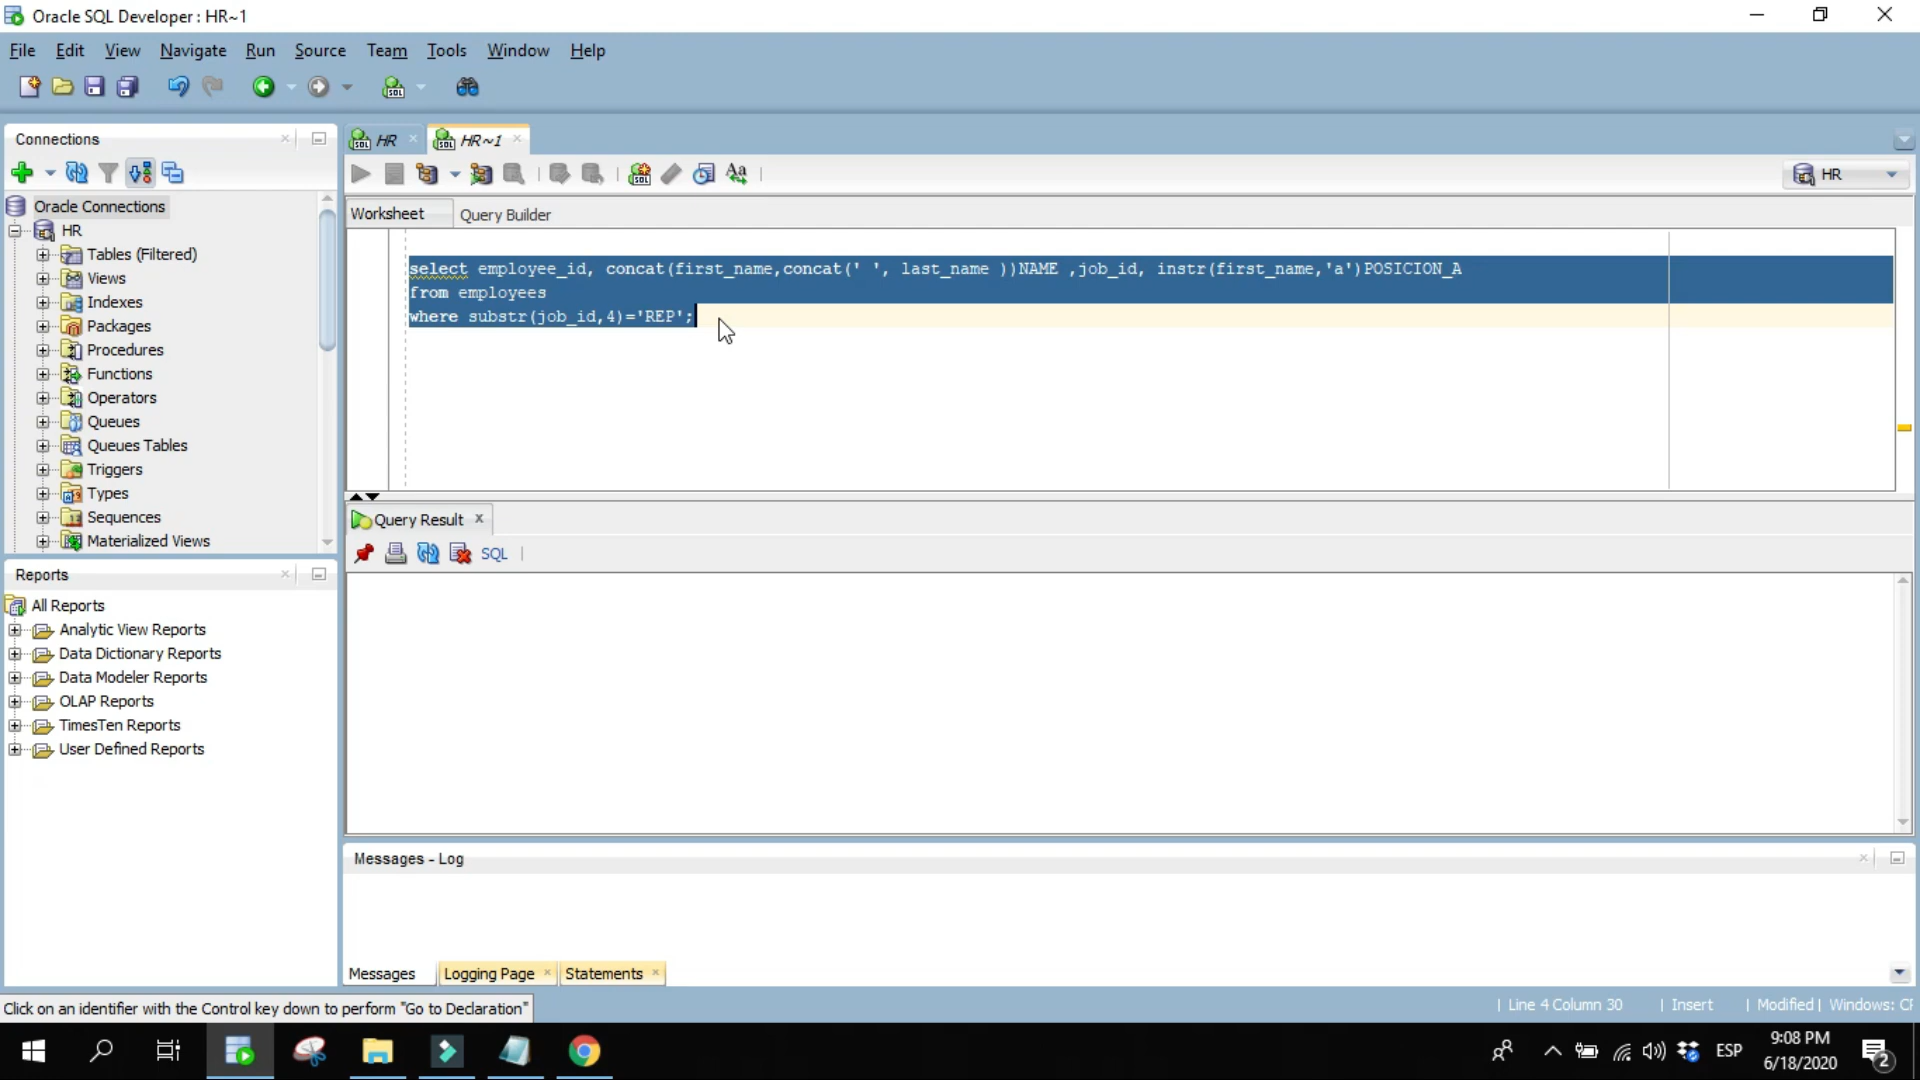 Oracle SQL Developer : HR~1
File Edit View Navigate Run Source Team Tools Window Help
Connections
Oracle Connections
HR
Tables (Filtered)
Views
Indexes
Packages
Procedures
Functions
Operators
Queues
Queues Tables
Triggers
Types
Sequences
Materialized Views
Reports
All Reports
Analytic View Reports
Data Dictionary Reports
Data Modeler Reports
OLAP Reports
TimesTen Reports
User Defined Reports
HR HR~1
HR
Worksheet Query Builder
select employee_id, concat(first_name,concat(' ', last_name ))NAME ,job_id, instr(first_name,'a')POSICION_A
from employees
where substr(job_id,4)='REP';
Query Result
SQL
Messages - Log
Messages Logging Page Statements
Click on an identifier with the Control key down to perform "Go to Declaration"
| Line 4 Column 30 | Insert | Modified | Windows:
ESP
9:08 PM
6/18/2020
2